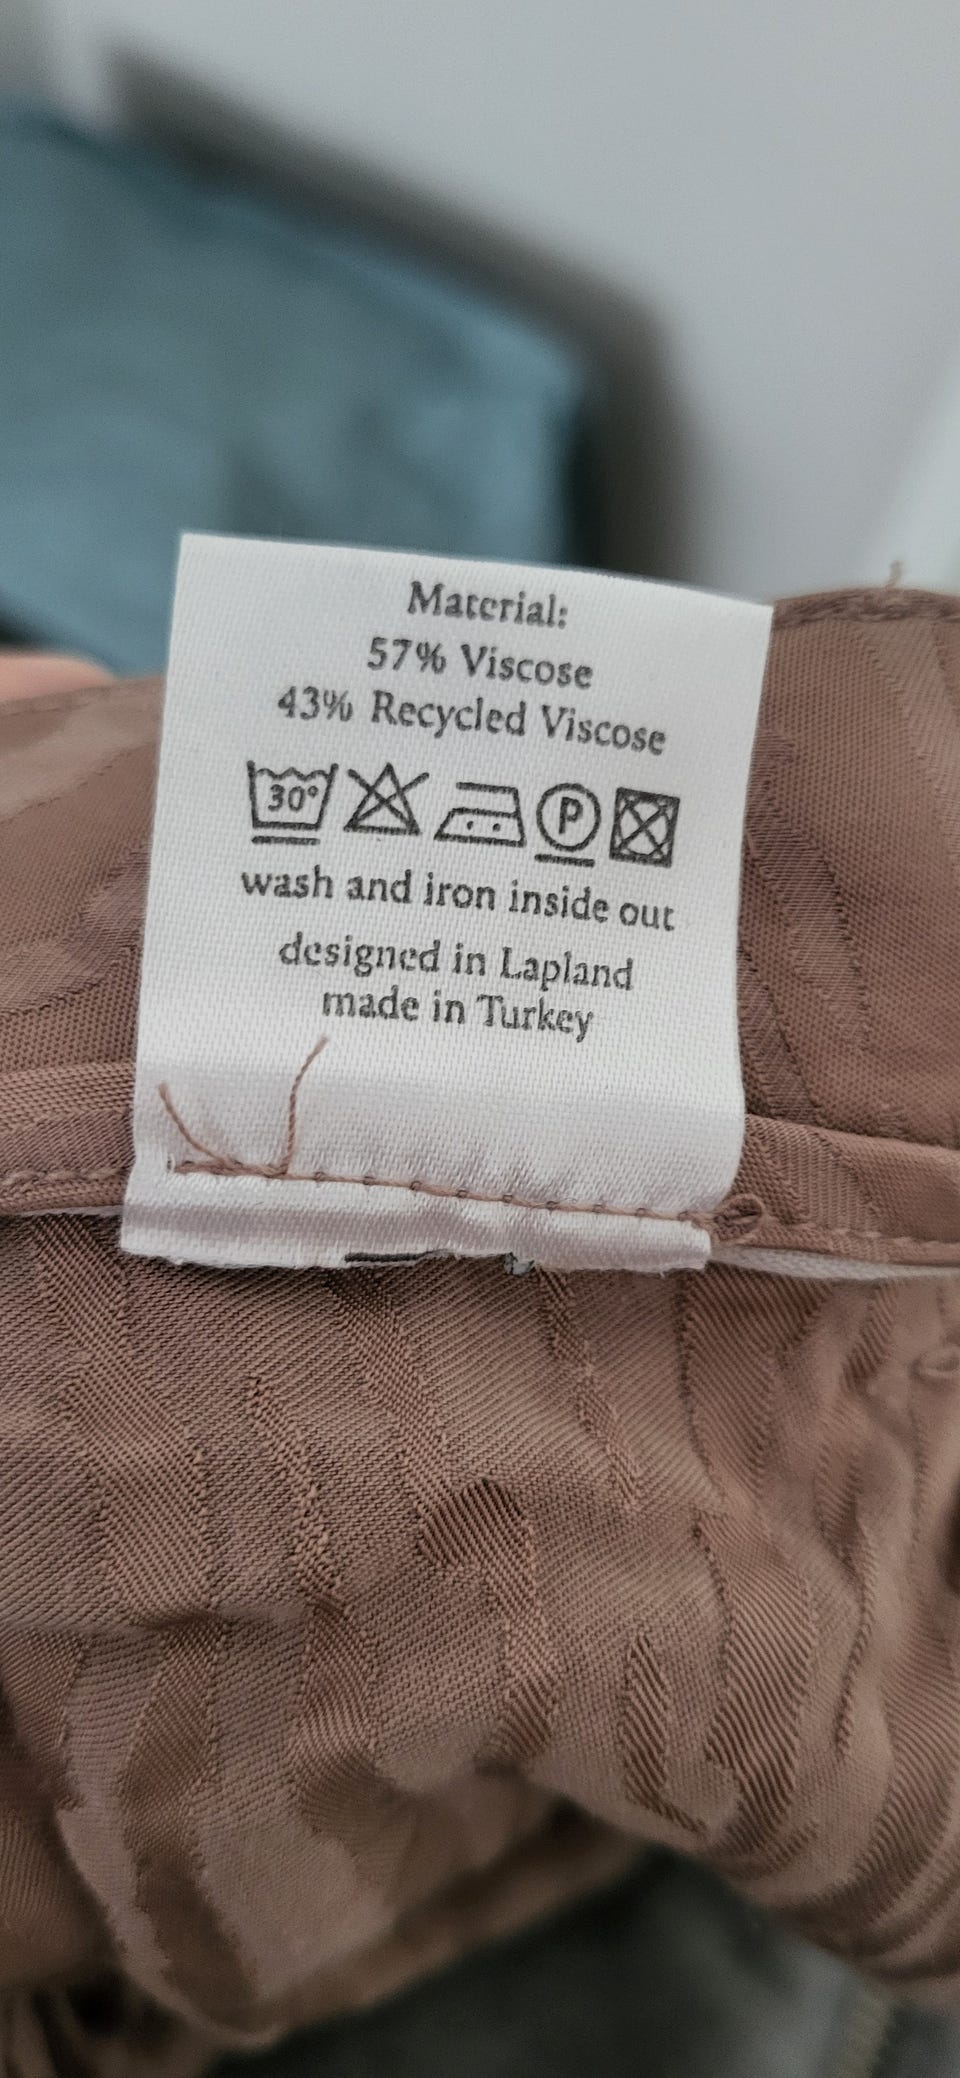 Material:
57% Viscose
43% Recycled Viscose
30° P
wash and iron inside out
designed in Lapland
made in Turkey